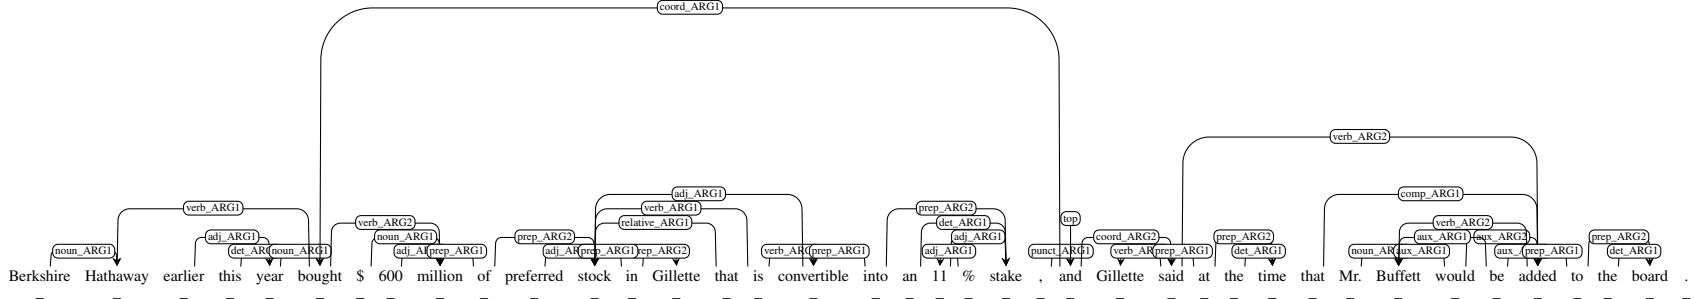 coord_ARG1
verb_ARG2
adj_ARG1 comp_ARG1
verb_ARG1 verb_ARG1 prep_ARG2
verb_ARG2 relative_ARG1 det_ARG1 top verb_ARG2
adj_ARG1 noun_ARG1 prep_ARG2 adj_ARG1 coord_ARG2 prep_ARG2 aux_ARG1 aux_ARG2 prep_ARG2
noun_ARG1 noun_ARG1 prep_ARG1 prep_ARG1 prep_ARG1 adj_ARG1 punct_ARG1 prep_ARG1 det_ARG1 aux_ARG1 prep_ARG1 det_ARG1
Berkshire Hathaway earlier this year bought $ 600 million of preferred stock in Gillette that is convertible into an 11 % stake , and Gillette said at the time that Mr. Buffett would be added to the board .